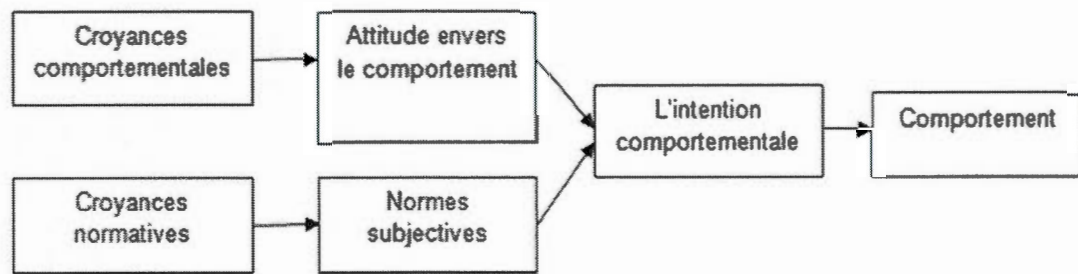 Croyances
comportementales
Attitude envers
le comportement
L'intention
comportementale
Comportement
Croyances
normatives
Normes
subjectives